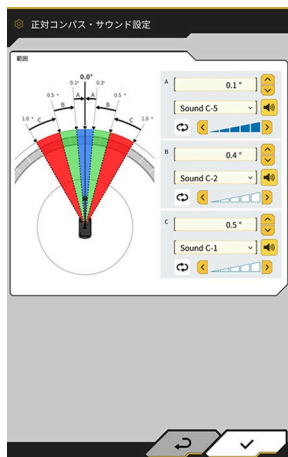 正対コンパス・サウンド設定
範囲
0.0°
0.1° A A 0.1°
0.5° B B 0.5°
1.0° C C 1.0°
A 0.1 °
Sound C-5
B 0.4 °
Sound C-2
C 0.5 °
Sound C-1